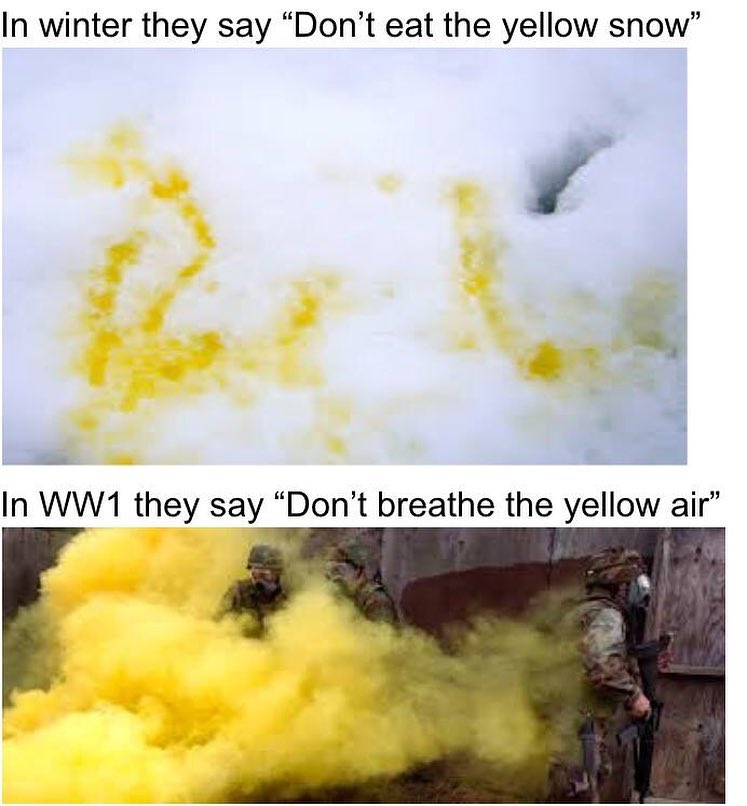 In winter they say “Don’t eat the yellow snow”
In WW1 they say “Don’t breathe the yellow air”